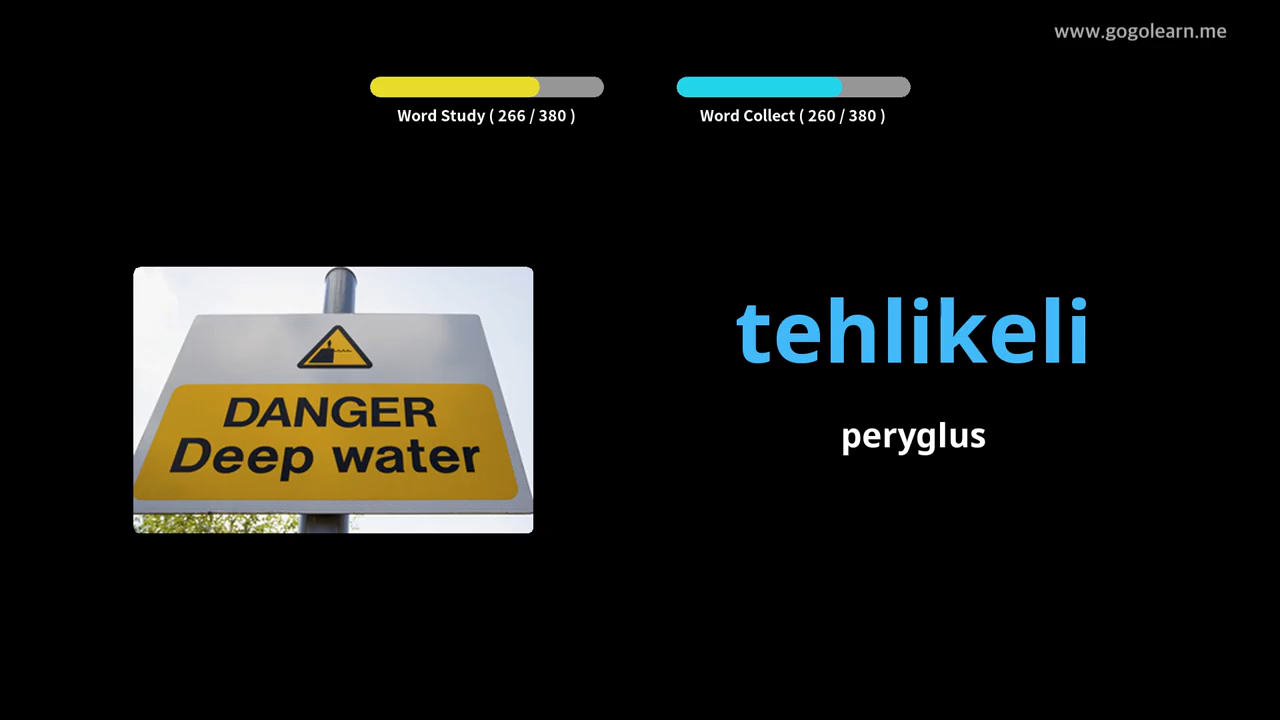 www.gogolearn.me
Word Study ( 266 / 380 )
Word Collect ( 260 / 380 )
DANGER
Deep water
tehlikeli
peryglus